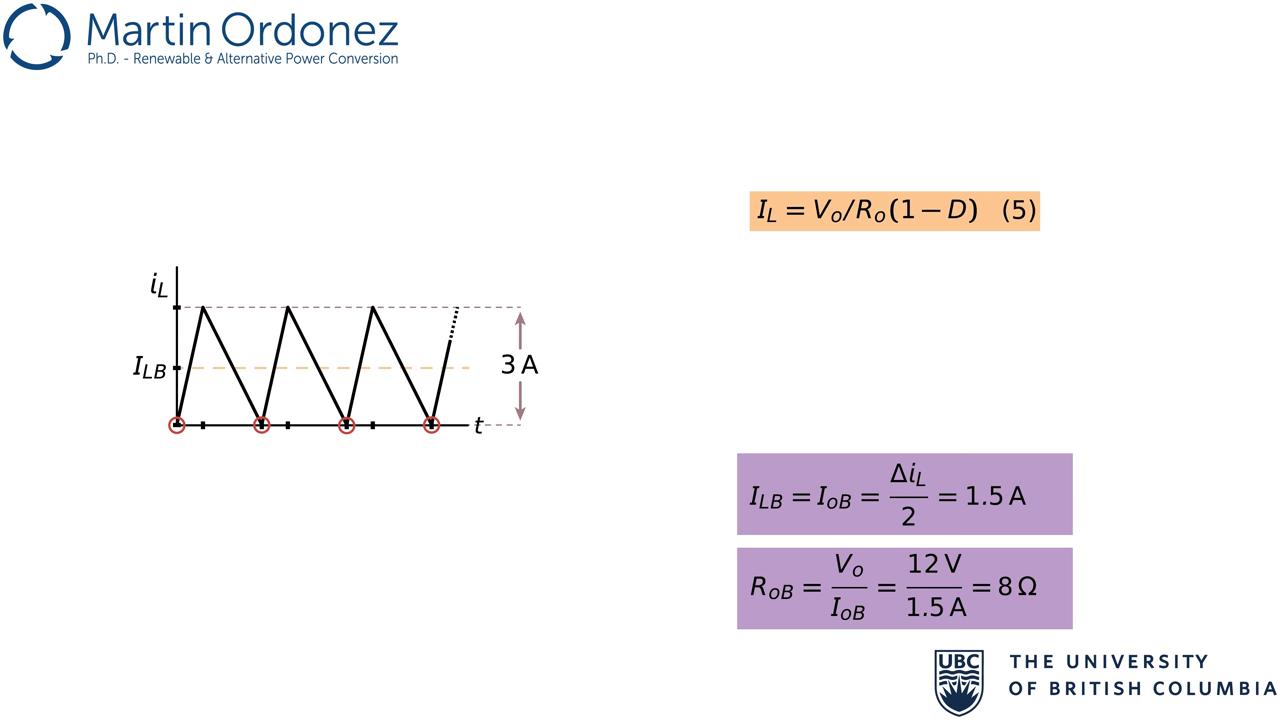 Martin Ordonez
Ph.D. - Renewable & Alternative Power Conversion
I_L = V_o/R_o(1 − D) (5)
i_L
I_LB
3 A
t
I_LB = I_oB = Δi_L/2 = 1.5 A
R_oB = V_o/I_oB = 12 V/1.5 A = 8 Ω
UBC
THE UNIVERSITY
OF BRITISH COLUMBIA